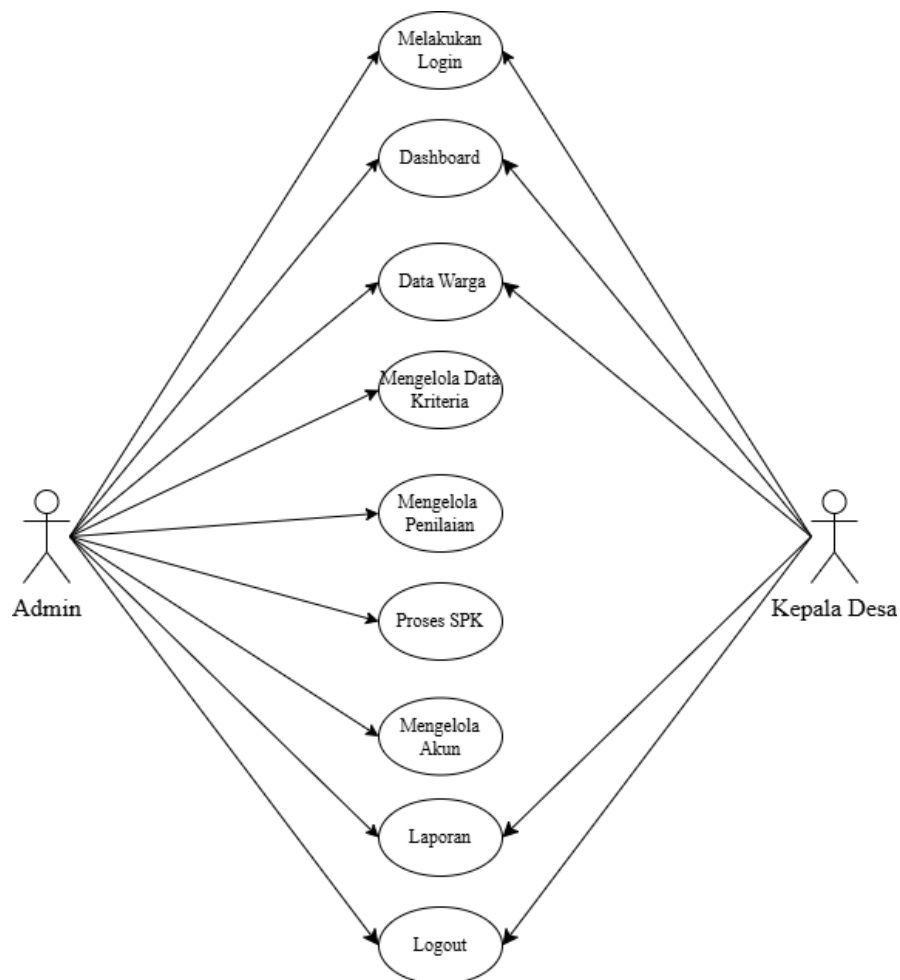 Melakukan
Login
Dashboard
Data Warga
Mengelola Data
Kriteria
Mengelola
Penilaian
Admin
Kepala Desa
Proses SPK
Mengelola
Akun
Laporan
Logout